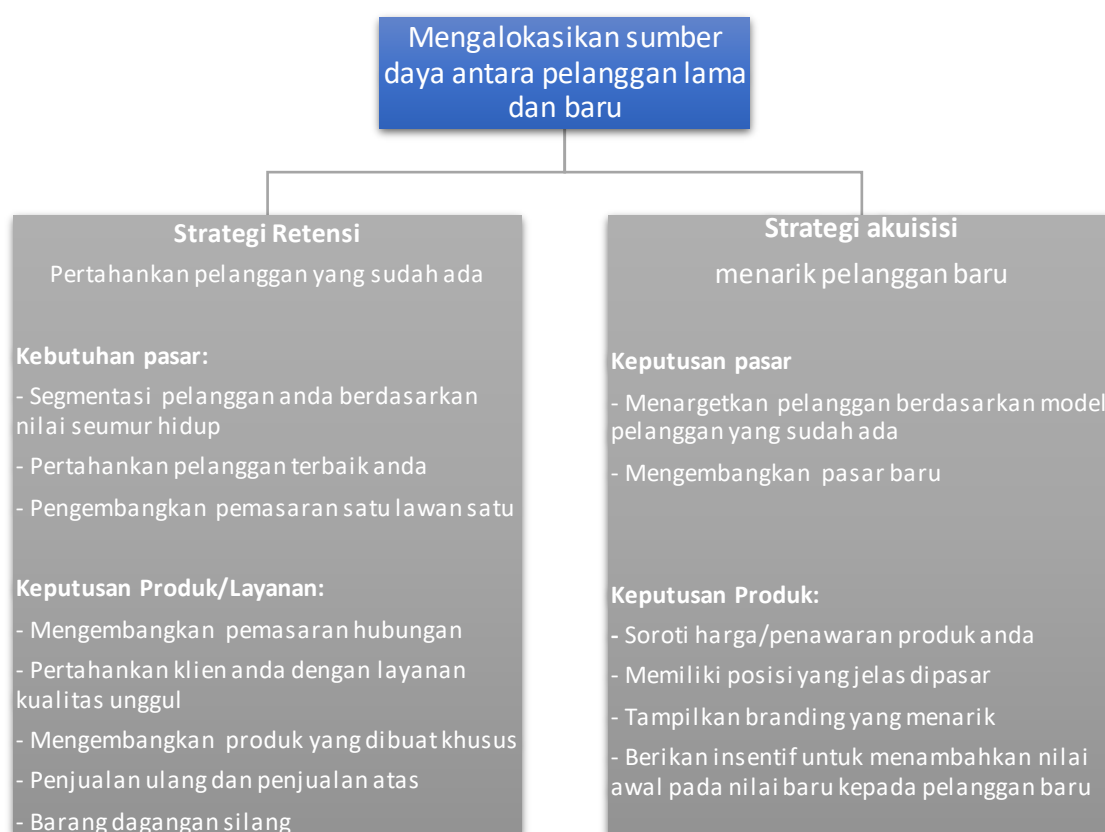 Mengalokasikan sumber
daya antara pelanggan lama
dan baru
Strategi Retensi
Pertahankan pelanggan yang sudah ada
Kebutuhan pasar:
- Segmentasi pelanggan anda berdasarkan
nilai seumur hidup
- Pertahankan pelanggan terbaik anda
- Pengembangkan pemasaran satu lawan satu
Keputusan Produk/Layanan:
- Mengembangkan pemasaran hubungan
- Pertahankan klien anda dengan layanan
kualitas unggul
- Mengembangkan produk yang dibuat khusus
- Penjualan ulang dan penjualan atas
- Barang dagangan silang
Strategi akuisisi
menarik pelanggan baru
Keputusan pasar
- Menargetkan pelanggan berdasarkan model
pelanggan yang sudah ada
- Mengembangkan pasar baru
Keputusan Produk:
- Soroti harga/penawaran produk anda
- Memiliki posisi yang jelas dipasar
- Tampilkan branding yang menarik
- Berikan insentif untuk menambahkan nilai
awal pada nilai baru kepada pelanggan baru